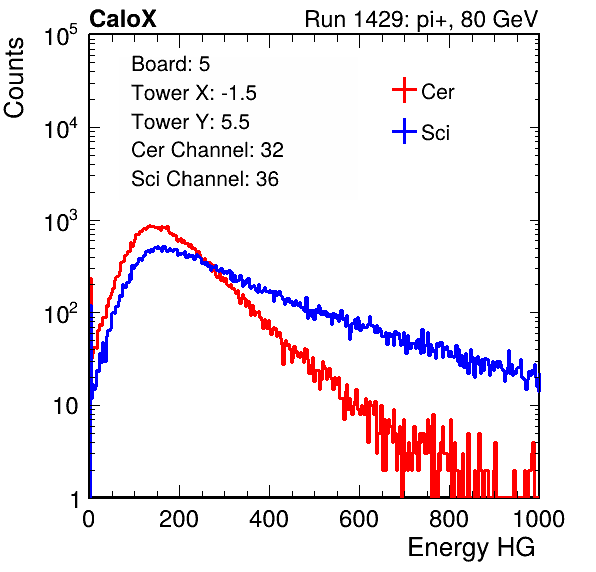 CaloX Run 1429: pi+, 80 GeV
Counts
Board: 5
Tower X: -1.5
Tower Y: 5.5
Cer Channel: 32
Sci Channel: 36
Cer
Sci
10^5
10^4
10^3
10^2
10
1
0 200 400 600 800 1000
Energy HG